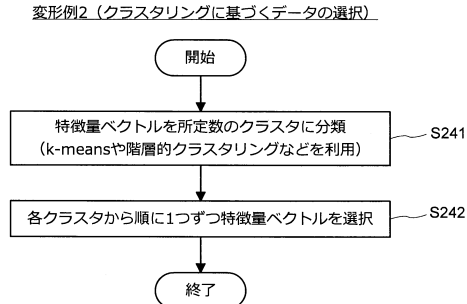 変形例2（クラスタリングに基づくデータの選択）
開始
特徴量ベクトルを所定数のクラスタに分類
（k-meansや階層的クラスタリングなどを利用）
S241
各クラスタから順に1つずつ特徴量ベクトルを選択
S242
終了